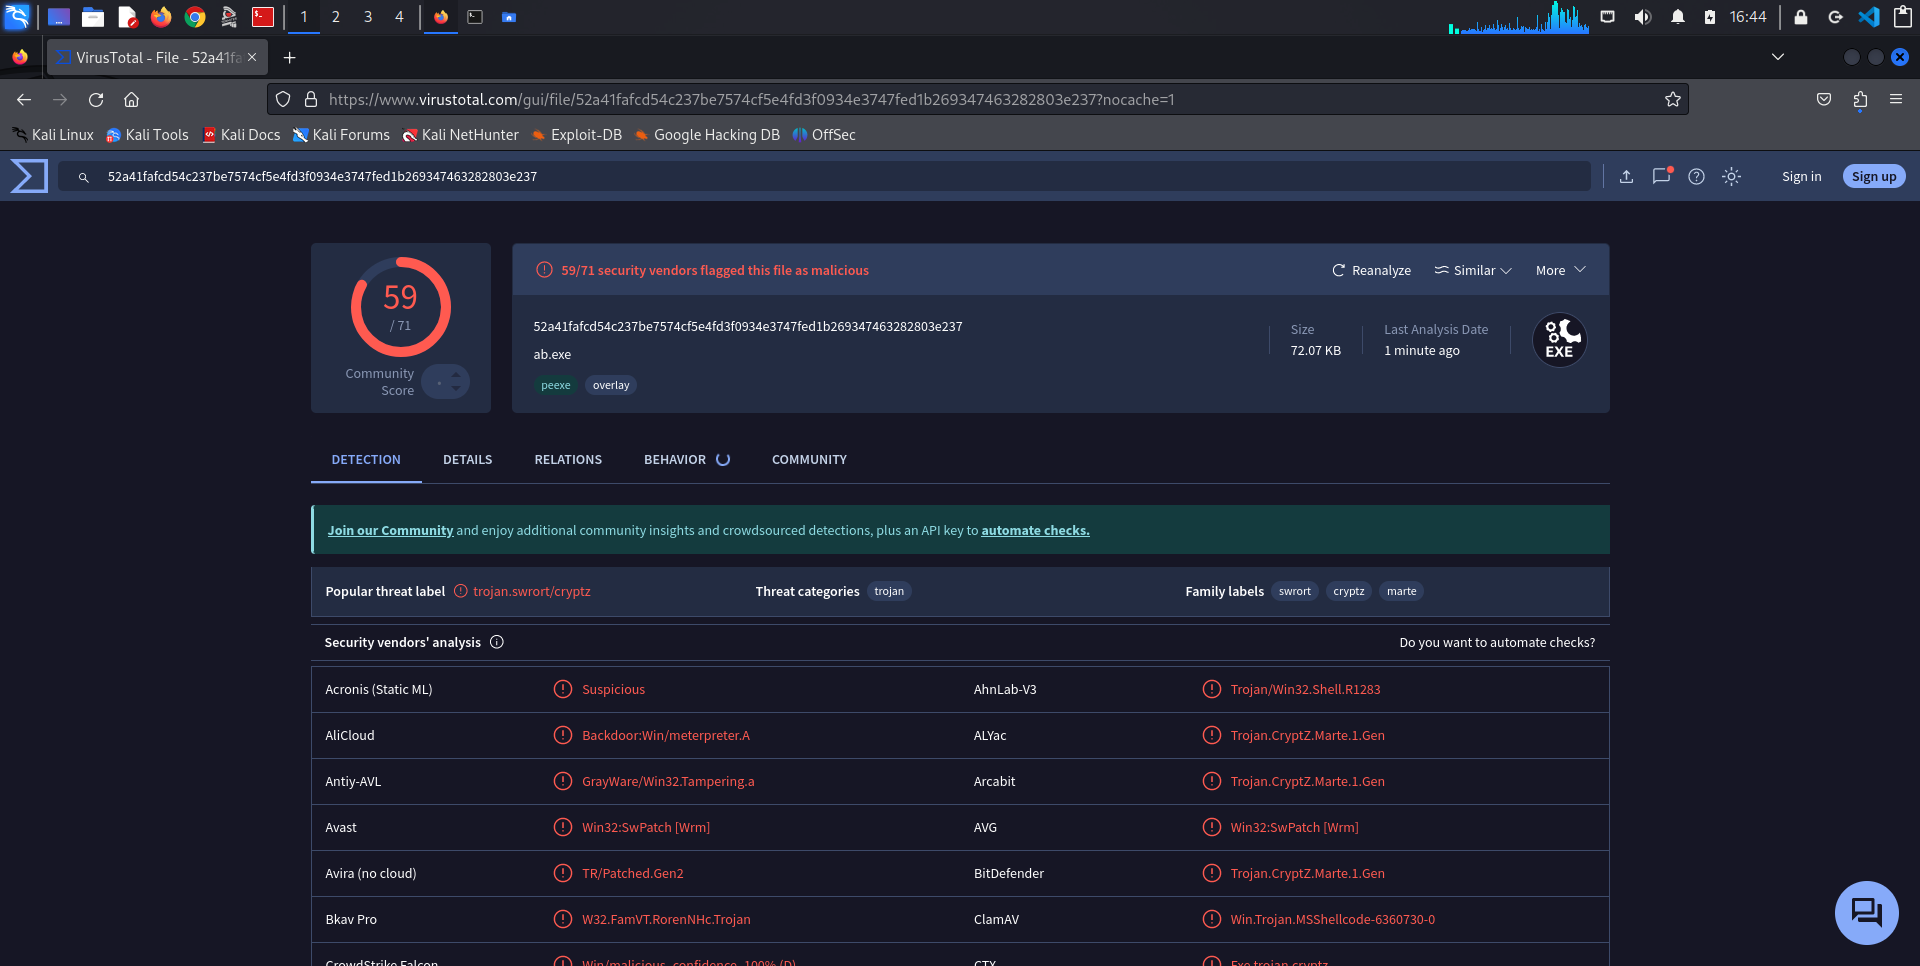 1 2 3 4 16:44
VirusTotal - File - 52a41fa
https://www.virustotal.com/gui/file/52a41fafcd54c237be7574cf5e4fd3f0934e3747fed1b269347463282803e237?nocache=1
Kali Linux Kali Tools Kali Docs Kali Forums Kali NetHunter Exploit-DB Google Hacking DB OffSec
52a41fafcd54c237be7574cf5e4fd3f0934e3747fed1b269347463282803e237 Sign in Sign up
59
/ 71
Community
Score
59/71 security vendors flagged this file as malicious Reanalyze Similar More
52a41fafcd54c237be7574cf5e4fd3f0934e3747fed1b269347463282803e237
ab.exe
peexe overlay
Size
72.07 KB
Last Analysis Date
1 minute ago
EXE
DETECTION DETAILS RELATIONS BEHAVIOR COMMUNITY
Join our Community and enjoy additional community insights and crowdsourced detections, plus an API key to automate checks.
Popular threat label trojan.swrort/cryptz Threat categories trojan Family labels swrort cryptz marte
Security vendors' analysis Do you want to automate checks?
Acronis (Static ML) Suspicious AhnLab-V3 Trojan/Win32.Shell.R1283
AliCloud Backdoor:Win/meterpreter.A ALYac Trojan.CryptZ.Marte.1.Gen
Antiy-AVL GrayWare/Win32.Tampering.a Arcabit Trojan.CryptZ.Marte.1.Gen
Avast Win32:SwPatch [Wrm] AVG Win32:SwPatch [Wrm]
Avira (no cloud) TR/Patched.Gen2 BitDefender Trojan.CryptZ.Marte.1.Gen
Bkav Pro W32.FamVT.RorenNHc.Trojan ClamAV Win.Trojan.MSShellcode-6360730-0
CrowdStrike Falcon Win/malicious_confidence_100% (D) CTX Exe.trojan.cryptz